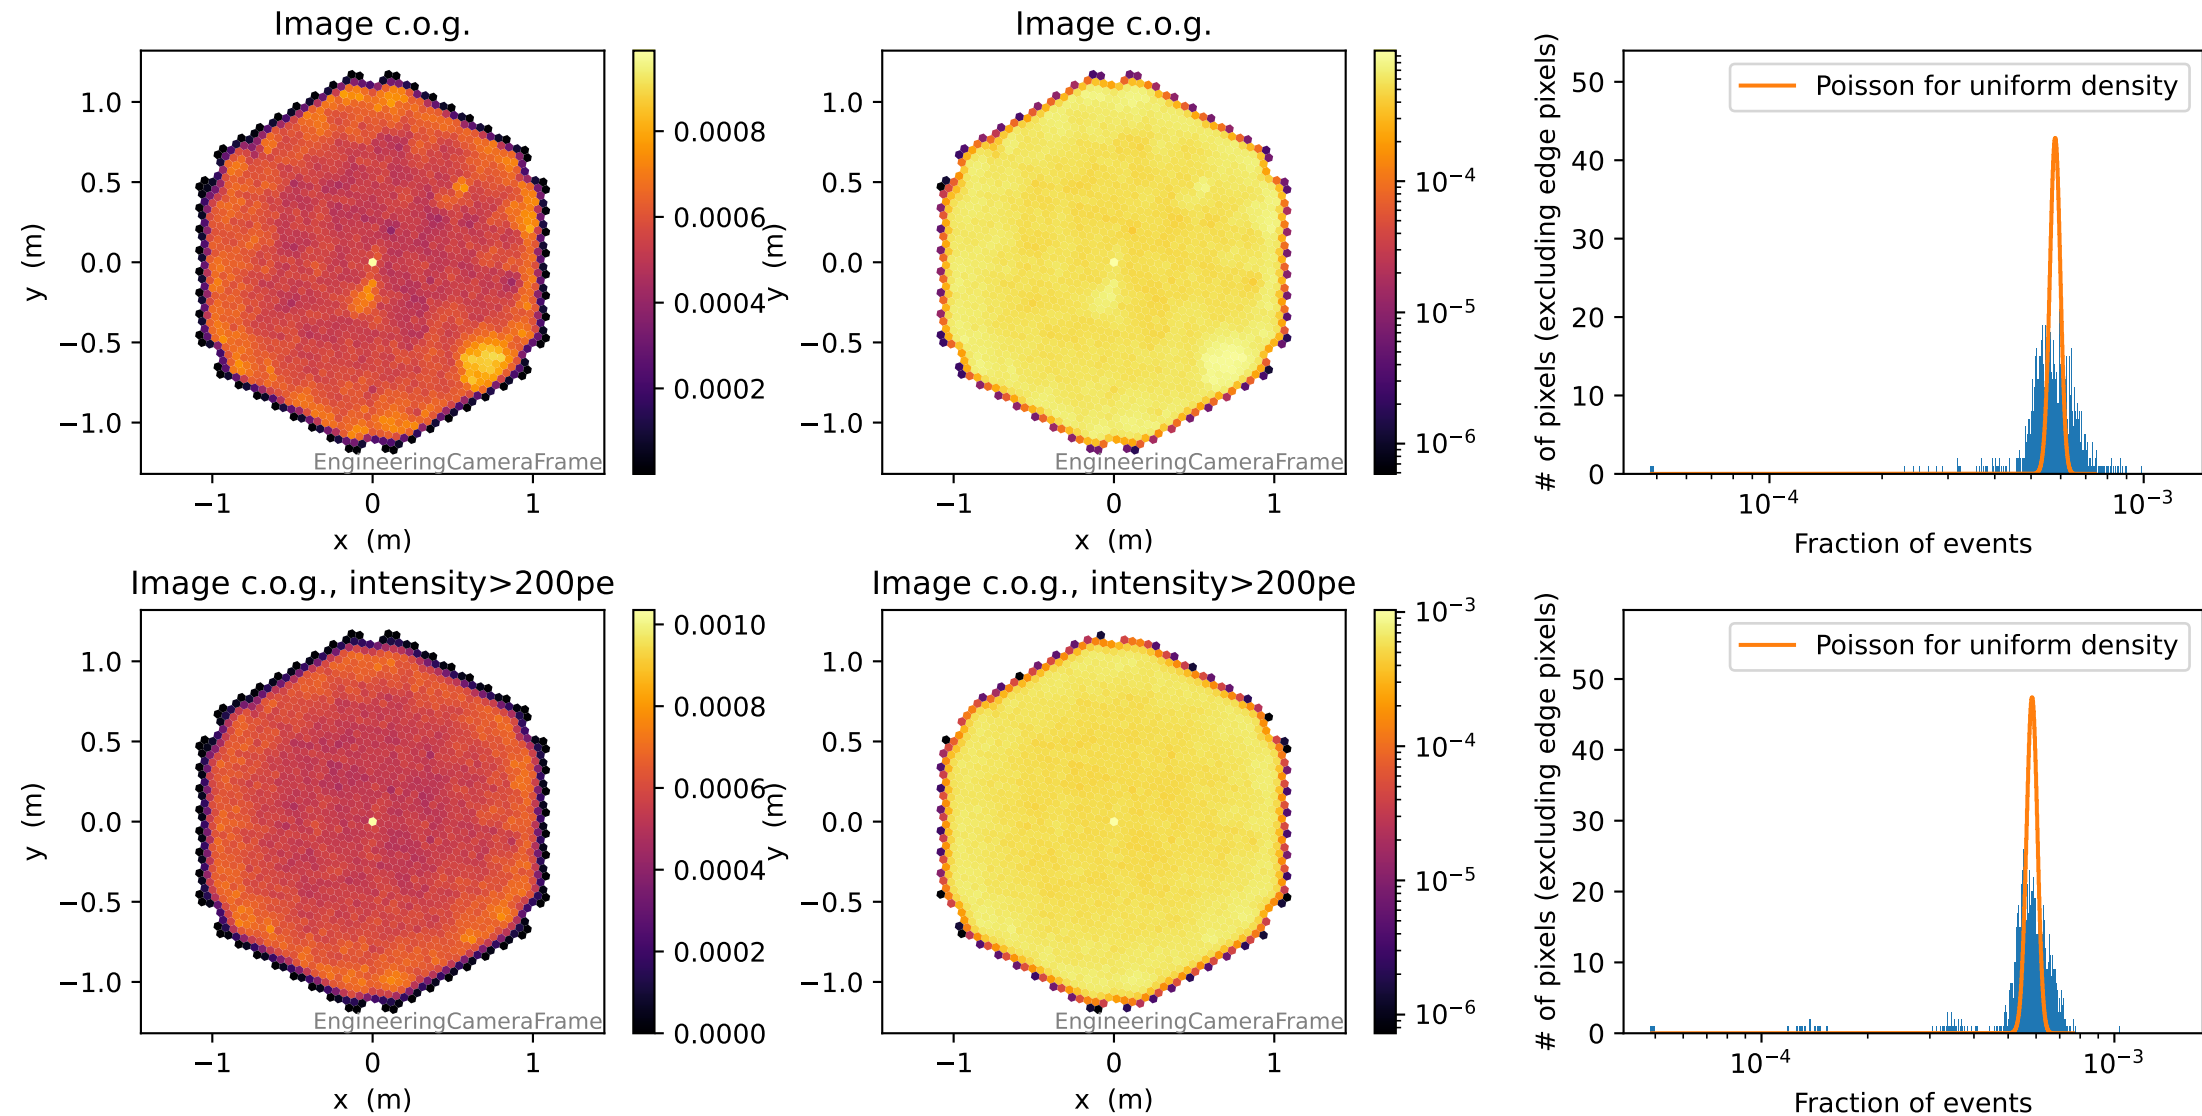 Image c.o.g.
y (m)
1.0
0.5
0.0
−0.5
−1.0
EngineeringCameraFrame
−1 0 1
x (m)
0.0008
0.0006
0.0004
0.0002
Image c.o.g.
y (m)
1.0
0.5
0.0
−0.5
−1.0
EngineeringCameraFrame
−1 0 1
x (m)
10⁻⁴
10⁻⁵
10⁻⁶
# of pixels (excluding edge pixels)
50
40
30
20
10
0
Poisson for uniform density
10⁻⁴ 10⁻³
Fraction of events
Image c.o.g., intensity>200pe
y (m)
1.0
0.5
0.0
−0.5
−1.0
EngineeringCameraFrame
−1 0 1
x (m)
0.0010
0.0008
0.0006
0.0004
0.0002
0.0000
Image c.o.g., intensity>200pe
y (m)
1.0
0.5
0.0
−0.5
−1.0
EngineeringCameraFrame
−1 0 1
x (m)
10⁻³
10⁻⁴
10⁻⁵
10⁻⁶
# of pixels (excluding edge pixels)
50
40
30
20
10
0
Poisson for uniform density
10⁻⁴ 10⁻³
Fraction of events